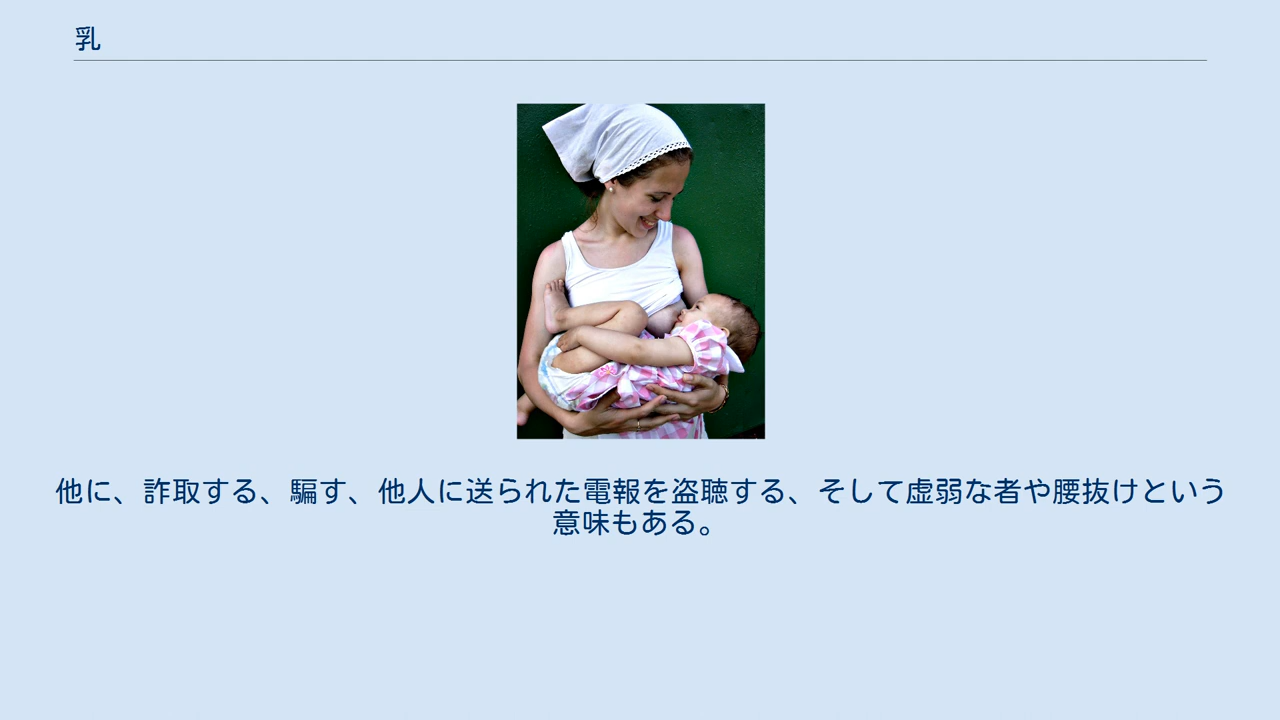 乳
他に、詐取する、騙す、他人に送られた電報を盗聴する、そして虚弱な者や腰抜けという
意味もある。